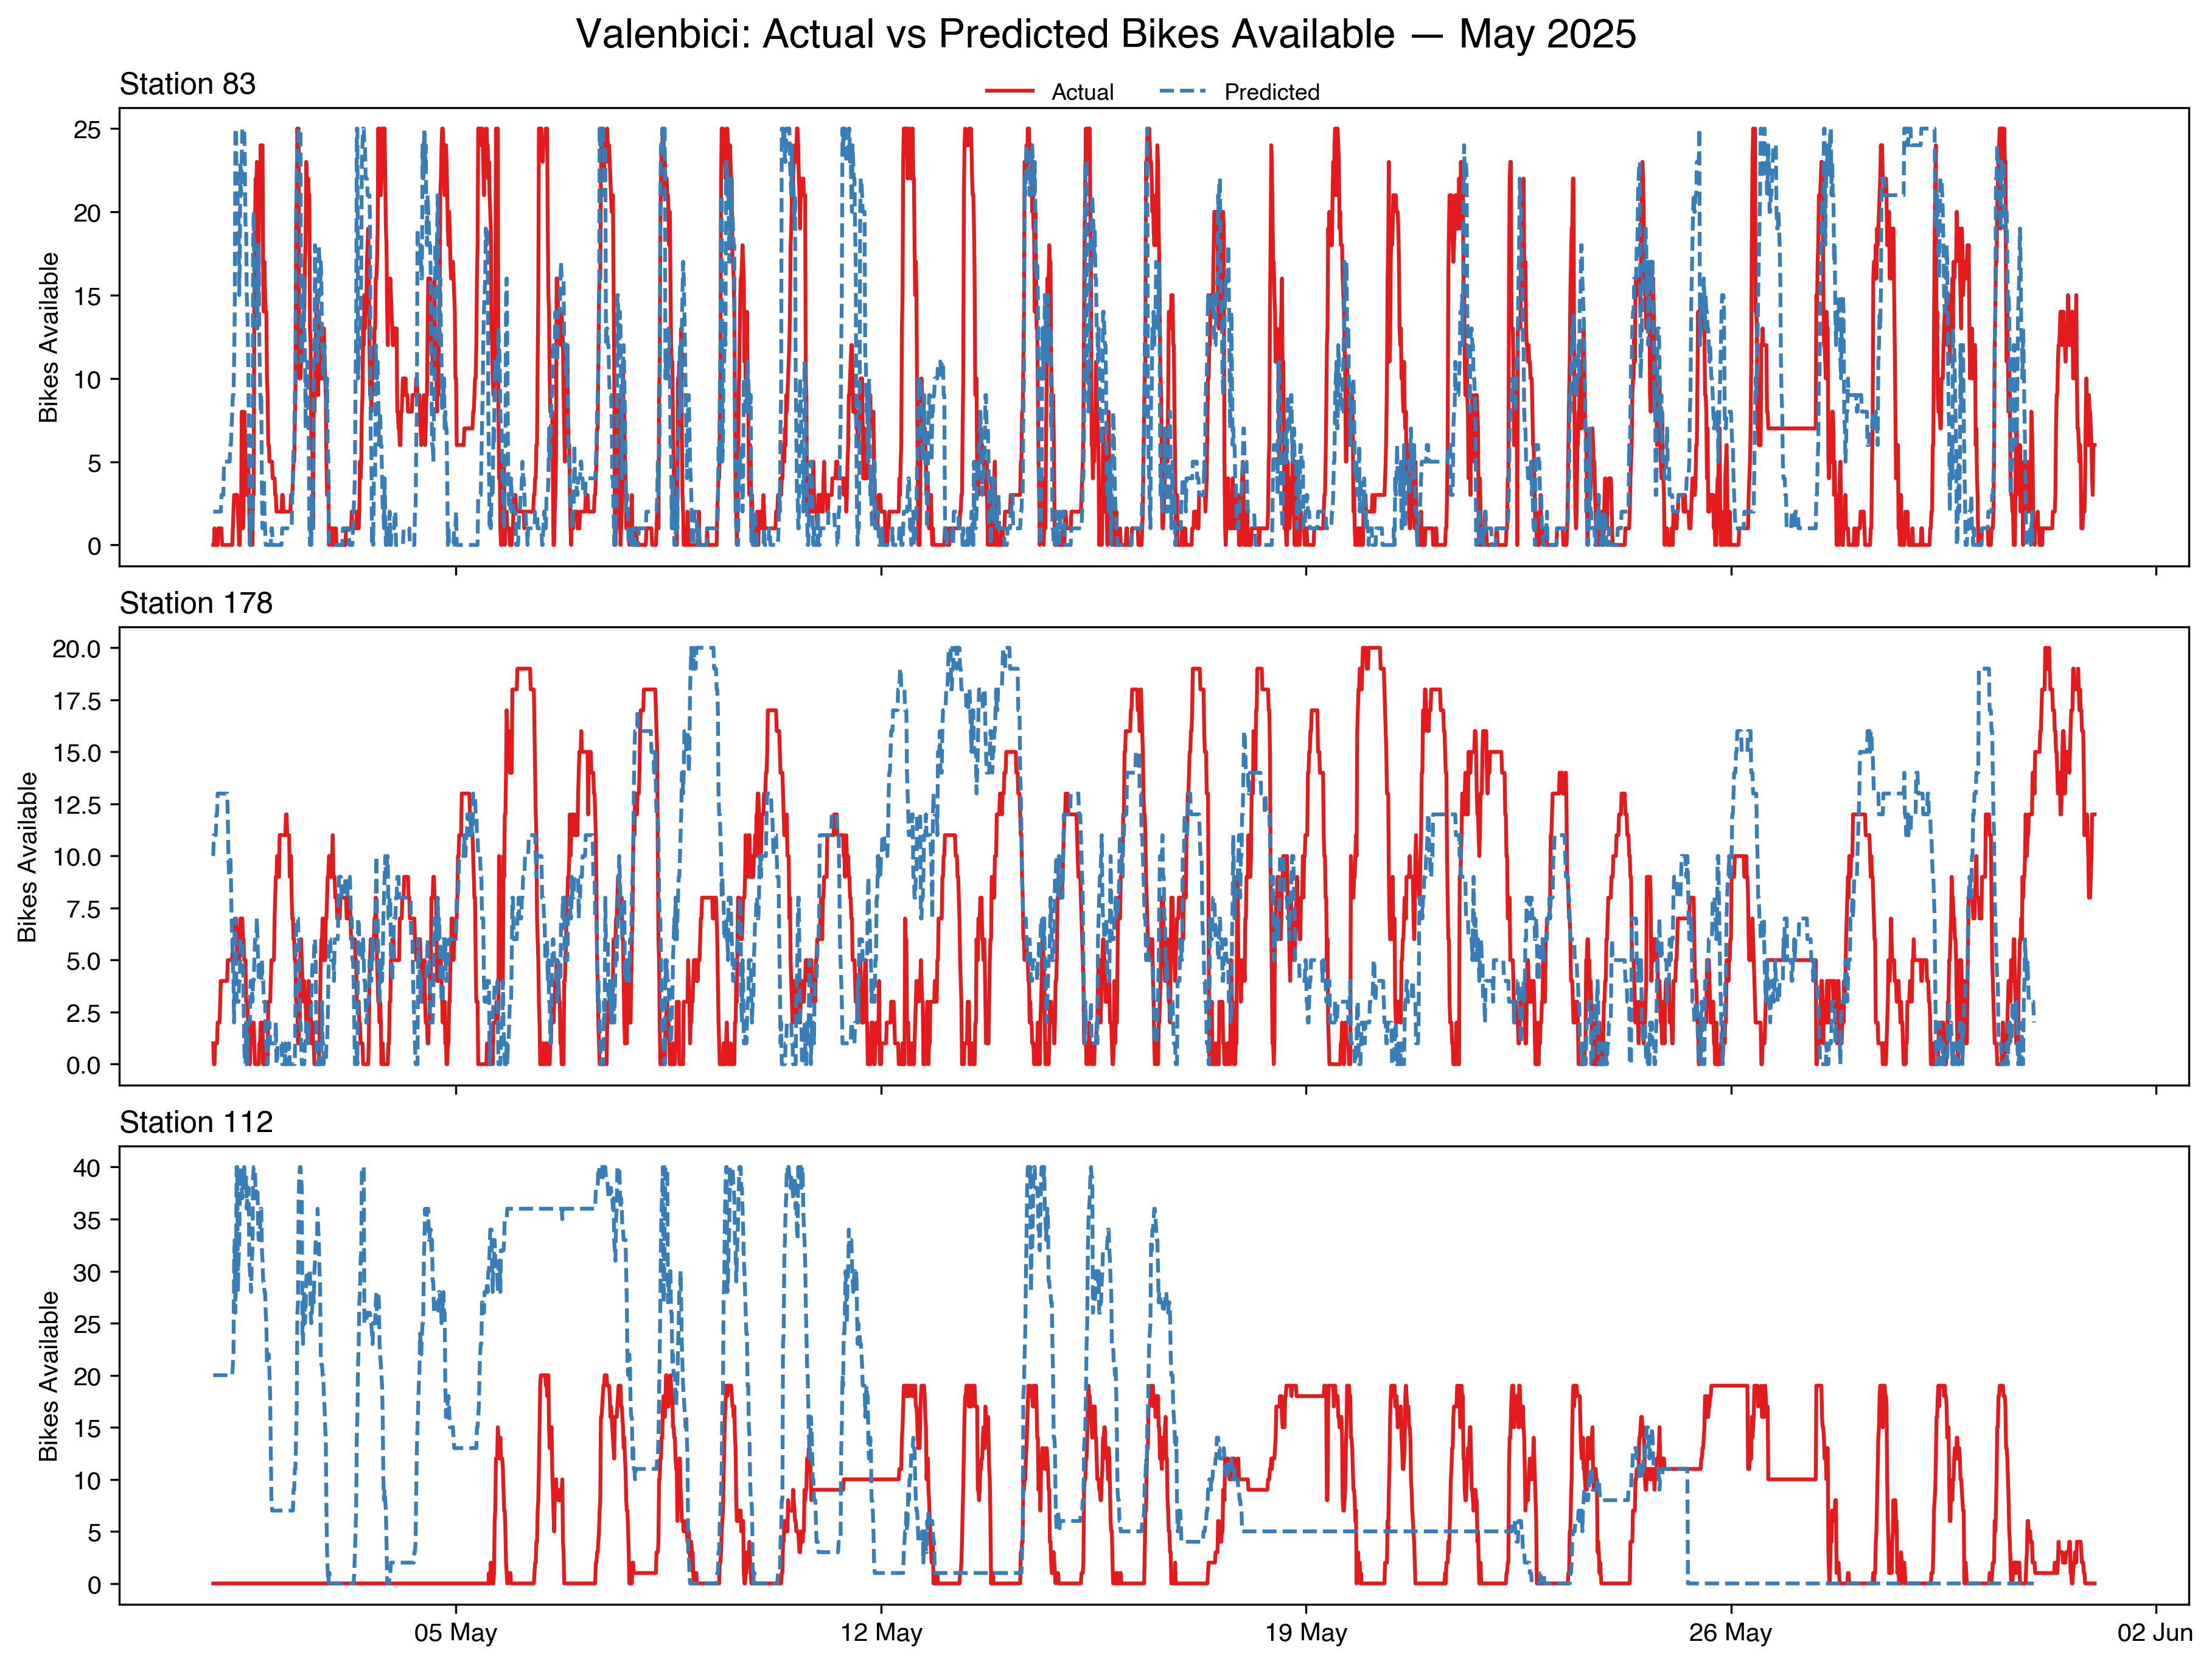 Valenbici: Actual vs Predicted Bikes Available — May 2025
Station 83
Actual
Predicted
Bikes Available
25
20
15
10
5
0
Station 178
Bikes Available
20.0
17.5
15.0
12.5
10.0
7.5
5.0
2.5
0.0
Station 112
Bikes Available
40
35
30
25
20
15
10
5
0
05 May
12 May
19 May
26 May
02 Jun